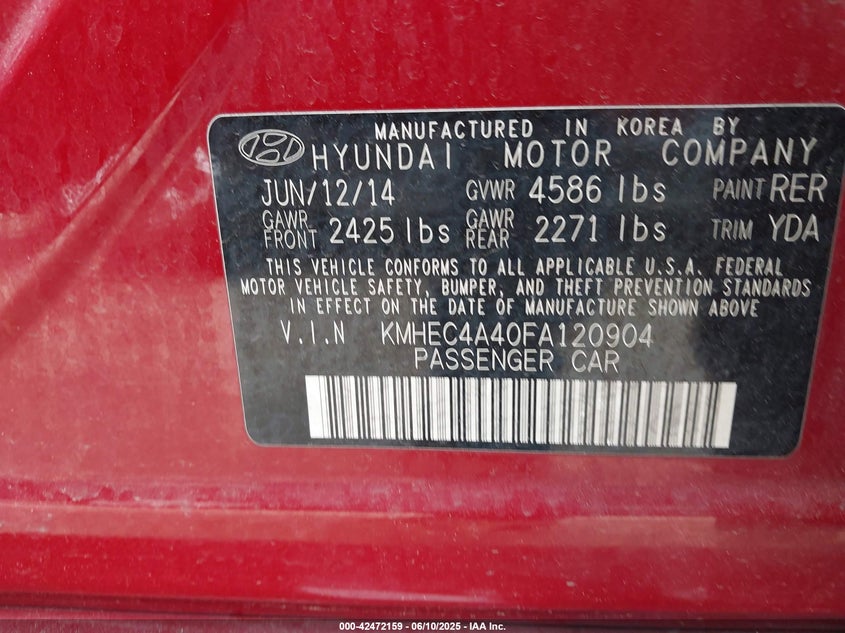 MANUFACTURED IN KOREA BY
HYUNDAI MOTOR COMPANY
JUN/12/14 GVWR 4586 lbs PAINT RER
GAWR FRONT 2425 lbs GAWR REAR 2271 lbs TRIM YDA
THIS VEHICLE CONFORMS TO ALL APPLICABLE U.S.A. FEDERAL
MOTOR VEHICLE SAFETY, BUMPER, AND THEFT PREVENTION STANDARDS
IN EFFECT ON THE DATE OF MANUFACTURE SHOWN ABOVE
V.I.N KMHEC4A40FA120904
PASSENGER CAR
000-42472159 - 06/10/2025 - IAA Inc.